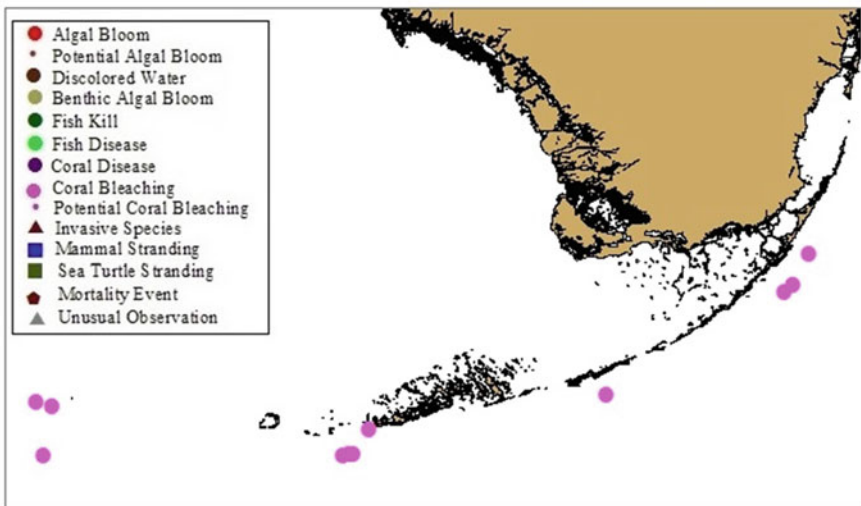 Algal Bloom
Potential Algal Bloom
Discolored Water
Benthic Algal Bloom
Fish Kill
Fish Disease
Coral Disease
Coral Bleaching
Potential Coral Bleaching
Invasive Species
Mammal Stranding
Sea Turtle Stranding
Mortality Event
Unusual Observation